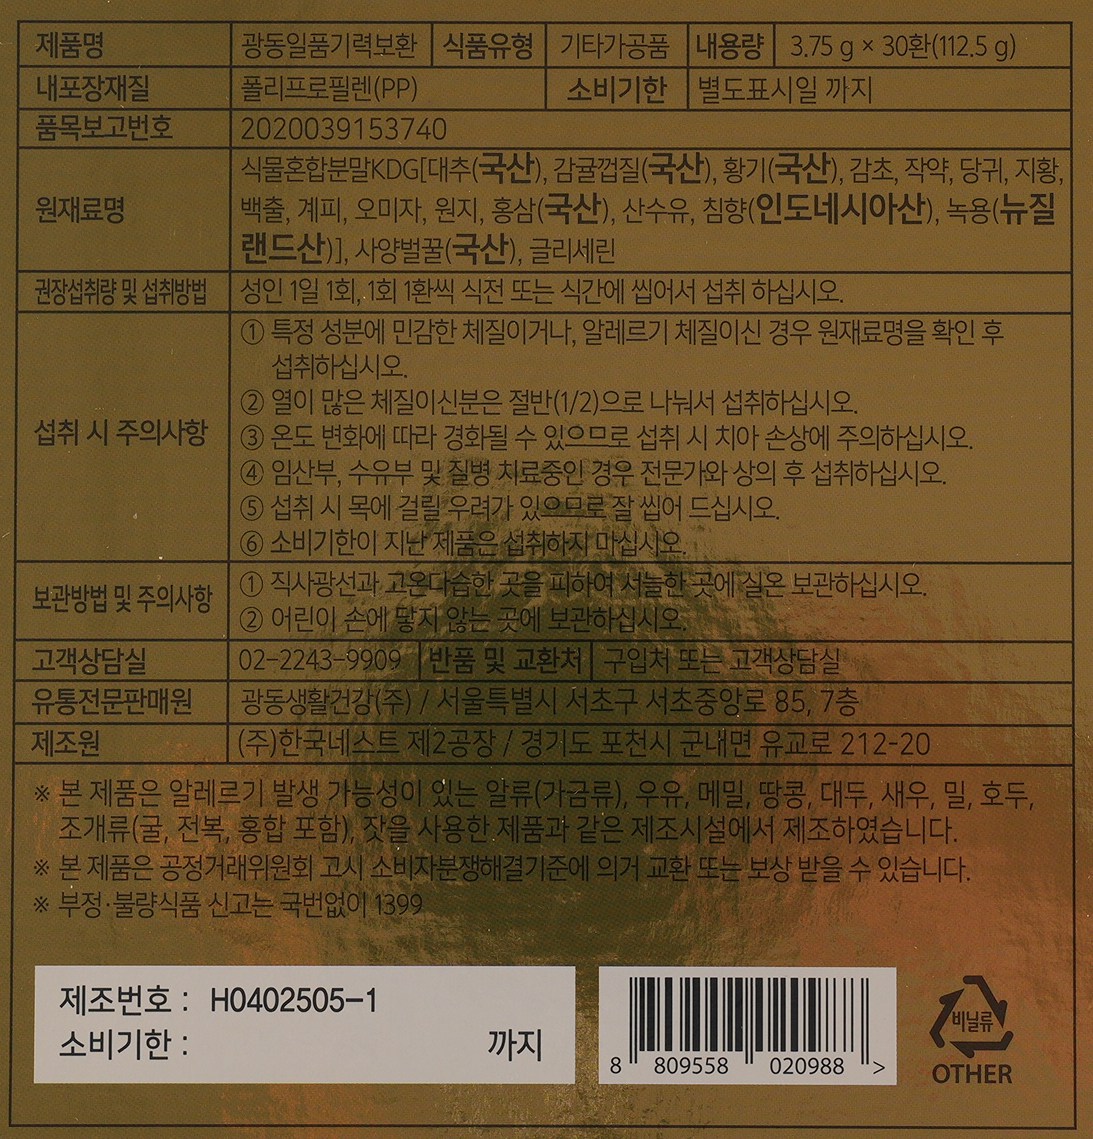 제품명 광동일품기력보환 식품유형 기타가공품 내용량 3.75 g × 30환(112.5 g)
내포장재질 폴리프로필렌(PP) 소비기한 별도표시일 까지
품목보고번호 2020039153740
원재료명 식물혼합분말KDG[대추(국산), 감귤껍질(국산), 황기(국산), 감초, 작약, 당귀, 지황,
백출, 계피, 오미자, 원지, 홍삼(국산), 산수유, 침향(인도네시아산), 녹용(뉴질
랜드산)], 사양벌꿀(국산), 글리세린
권장섭취량 및 섭취방법 성인 1일 1회, 1회 1환씩 식전 또는 식간에 씹어서 섭취 하십시오.
섭취 시 주의사항 ① 특정 성분에 민감한 체질이거나, 알레르기 체질이신 경우 원재료명을 확인 후
섭취하십시오.
② 열이 많은 체질이신분은 절반(1/2)으로 나눠서 섭취하십시오.
③ 온도 변화에 따라 경화될 수 있으므로 섭취 시 치아 손상에 주의하십시오.
④ 임산부, 수유부 및 질병 치료중인 경우 전문가와 상의 후 섭취하십시오.
⑤ 섭취 시 목에 걸릴 우려가 있으므로 잘 씹어 드십시오.
⑥ 소비기한이 지난 제품은 섭취하지 마십시오.
보관방법 및 주의사항 ① 직사광선과 고온다습한 곳을 피하여 서늘한 곳에 실온 보관하십시오.
② 어린이 손에 닿지 않는 곳에 보관하십시오.
고객상담실 02-2243-9909 반품 및 교환처 구입처 또는 고객상담실
유통전문판매원 광동생활건강(주) / 서울특별시 서초구 서초중앙로 85, 7층
제조원 (주)한국네스트 제2공장 / 경기도 포천시 군내면 유교로 212-20
※ 본 제품은 알레르기 발생 가능성이 있는 알류(가금류), 우유, 메밀, 땅콩, 대두, 새우, 밀, 호두,
조개류(굴, 전복, 홍합 포함), 잣을 사용한 제품과 같은 제조시설에서 제조하였습니다.
※ 본 제품은 공정거래위원회 고시 소비자분쟁해결기준에 의거 교환 또는 보상 받을 수 있습니다.
※ 부정·불량식품 신고는 국번없이 1399
제조번호 : H0402505-1
소비기한 : 까지
8 809558 020988 >
비닐류
OTHER